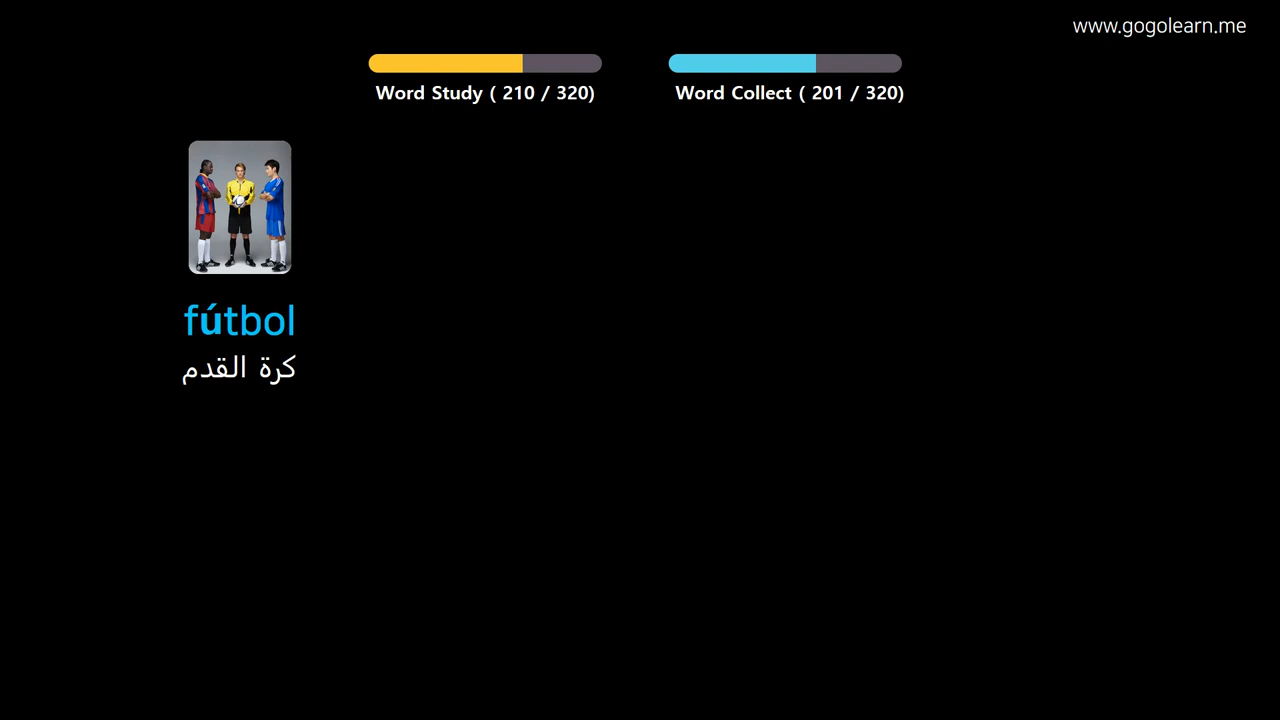 www.gogolearn.me
Word Study ( 210 / 320)
Word Collect ( 201 / 320)
fútbol
كرة القدم